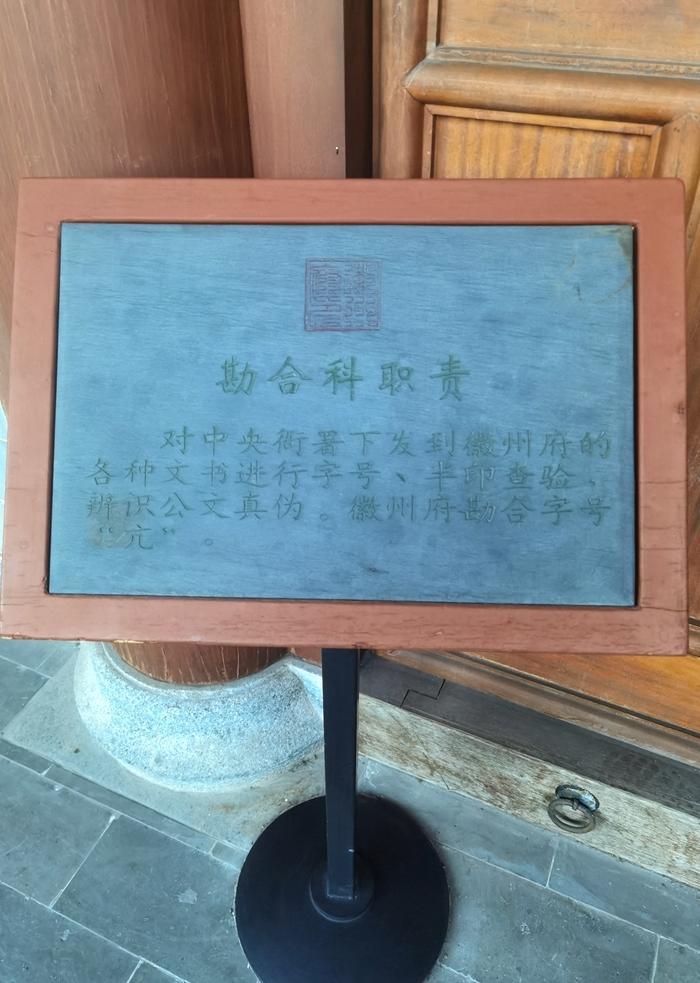 勘合科职责
对中央衙署下发到徽州府的
各种文书进行字号、半印查验，
辨识公文真伪。徽州府勘合字号
“亢”。